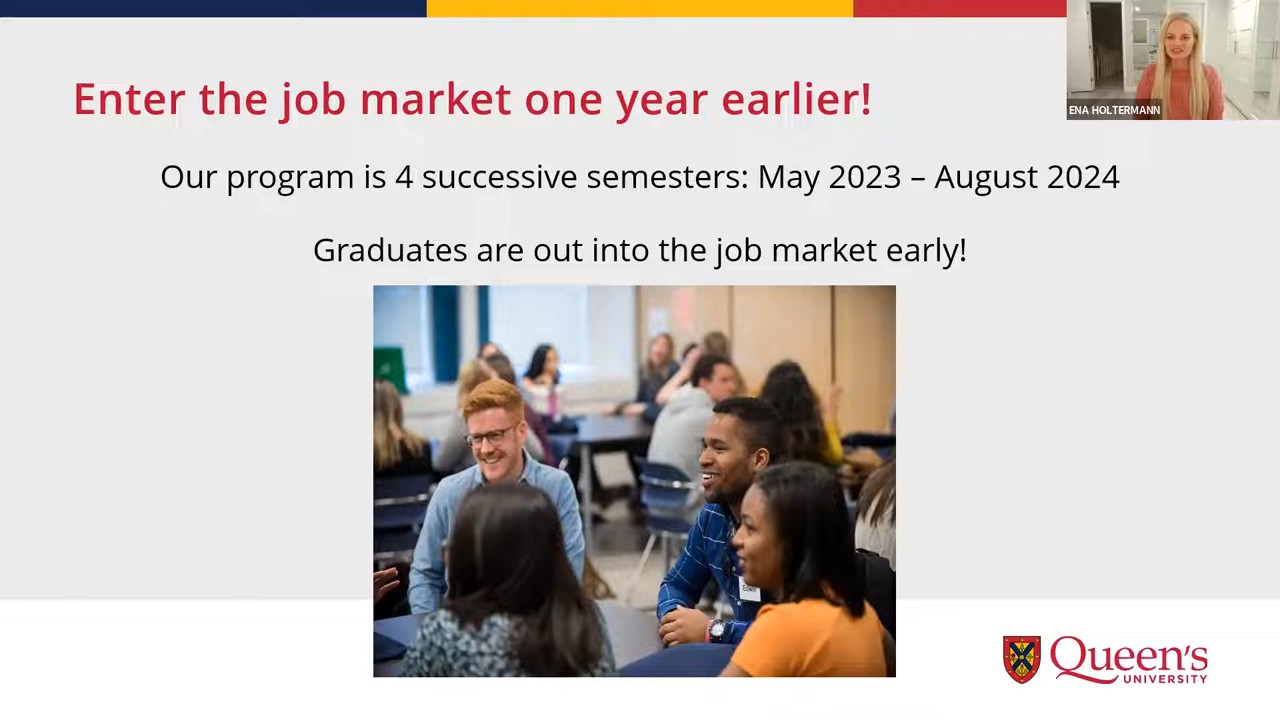 Enter the job market one year earlier!
ENA HOLTERMANN
Our program is 4 successive semesters: May 2023 – August 2024
Graduates are out into the job market early!
Edwin
Queen's
UNIVERSITY